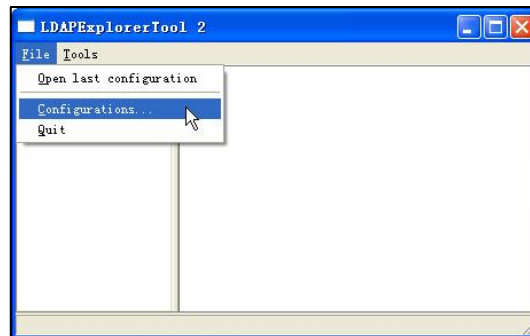 LDAPExplorerTool 2
File Tools
Open last configuration
Configurations...
Quit